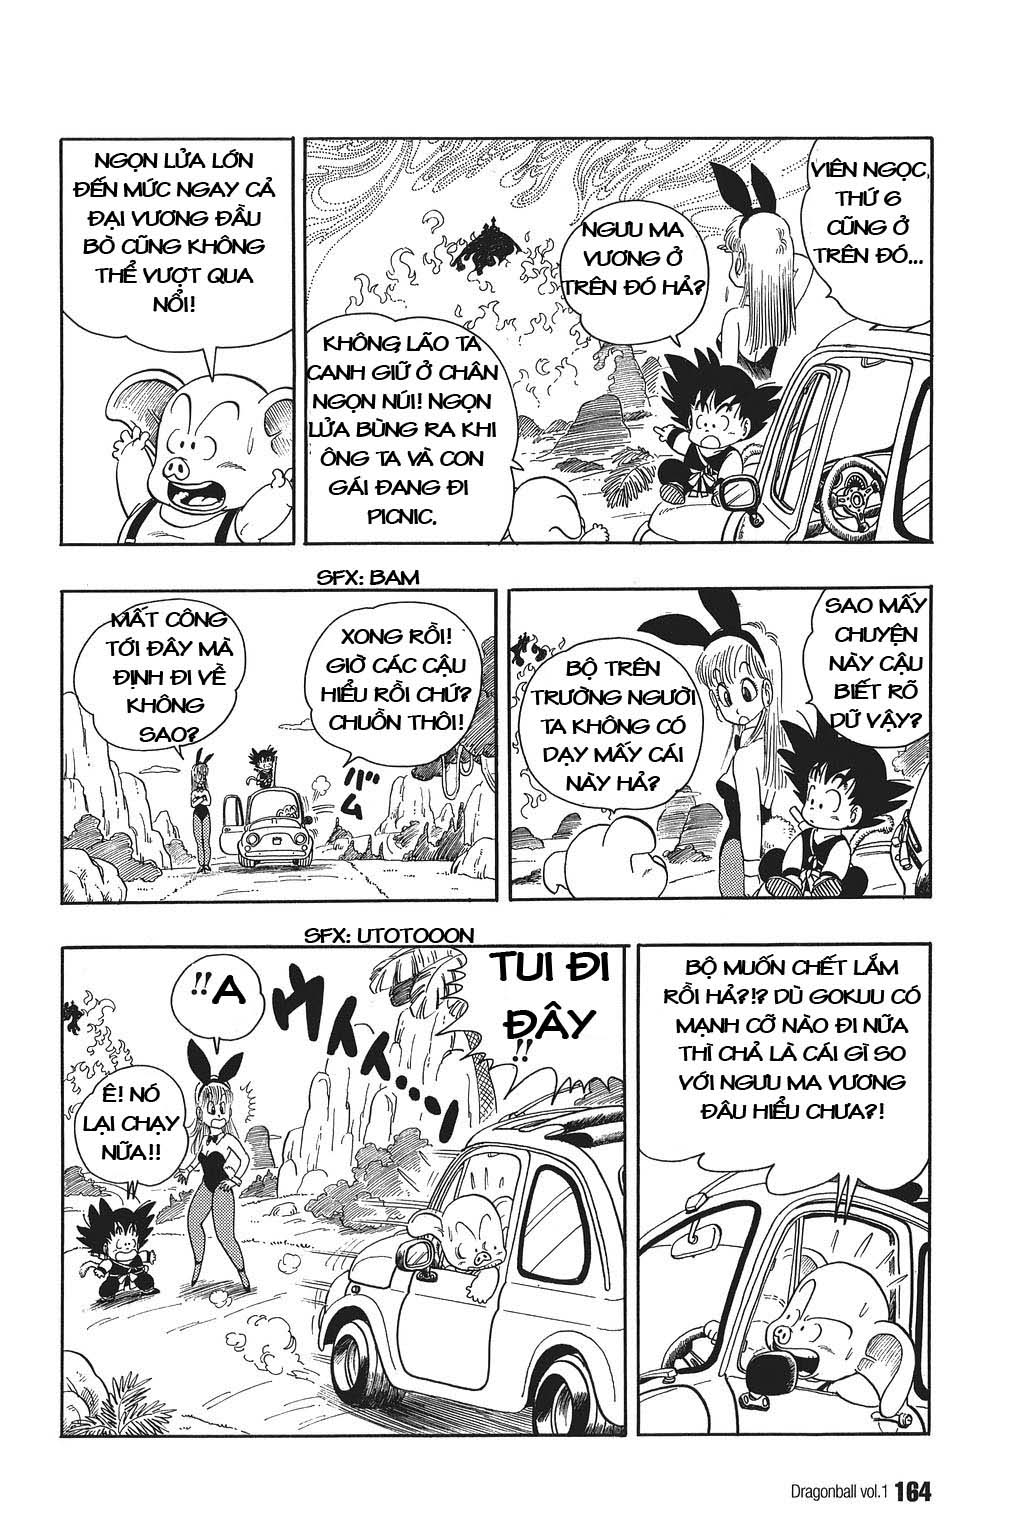 VIÊN NGỌC
THỨ 6
CŨNG Ở
TRÊN ĐÓ...
NGƯU MA
VƯƠNG Ở
TRÊN ĐÓ HẢ?
KHÔNG, LÃO TA
CANH GIỮ Ở CHÂN
NGỌN NÚI! NGỌN
LỬA BÙNG RA KHI
ÔNG TA VÀ CON
GÁI ĐANG ĐI
PICNIC.
NGỌN LỬA LỚN
ĐẾN MỨC NGAY CẢ
ĐẠI VƯƠNG ĐẦU
BÒ CŨNG KHÔNG
THỂ VƯỢT QUA
NỔI!
SAO MẤY
CHUYỆN
NÀY CẬU
BIẾT RÕ
DỮ VẬY?
BỘ TRÊN
TRƯỜNG NGƯỜI
TA KHÔNG CÓ
DẠY MẤY CÁI
NÀY HẢ?
SFX: BAM
XONG RỒI!
GIỜ CÁC CẬU
HIỂU RỒI CHỨ?
CHUỒN THÔI!
バム
MẤT CÔNG
TỚI ĐÂY MÀ
ĐỊNH ĐI VỀ
KHÔNG
SAO?
BỘ MUỐN CHẾT LẮM
RỒI HẢ?!? DÙ GOKUU CÓ
MẠNH CỠ NÀO ĐI NỮA
THÌ CHẢ LÀ CÁI GÌ SO
VỚI NGƯU MA VƯƠNG
ĐÂU HIỂU CHƯA?!
SFX: UTOTOOON
TUI ĐI
ĐÂY
!!
ウトトト...
!! A
Ê! NÓ
LẠI CHẠY
NỮA!!
Dragonball vol.1 164